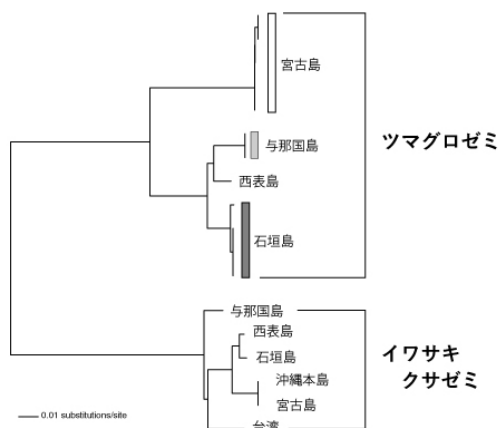 宮古島
与那国島
西表島
石垣島
ツマグロゼミ
与那国島
西表島
石垣島
沖縄本島
宮古島
台湾
イワサキ
クサゼミ
0.01 substitutions/site